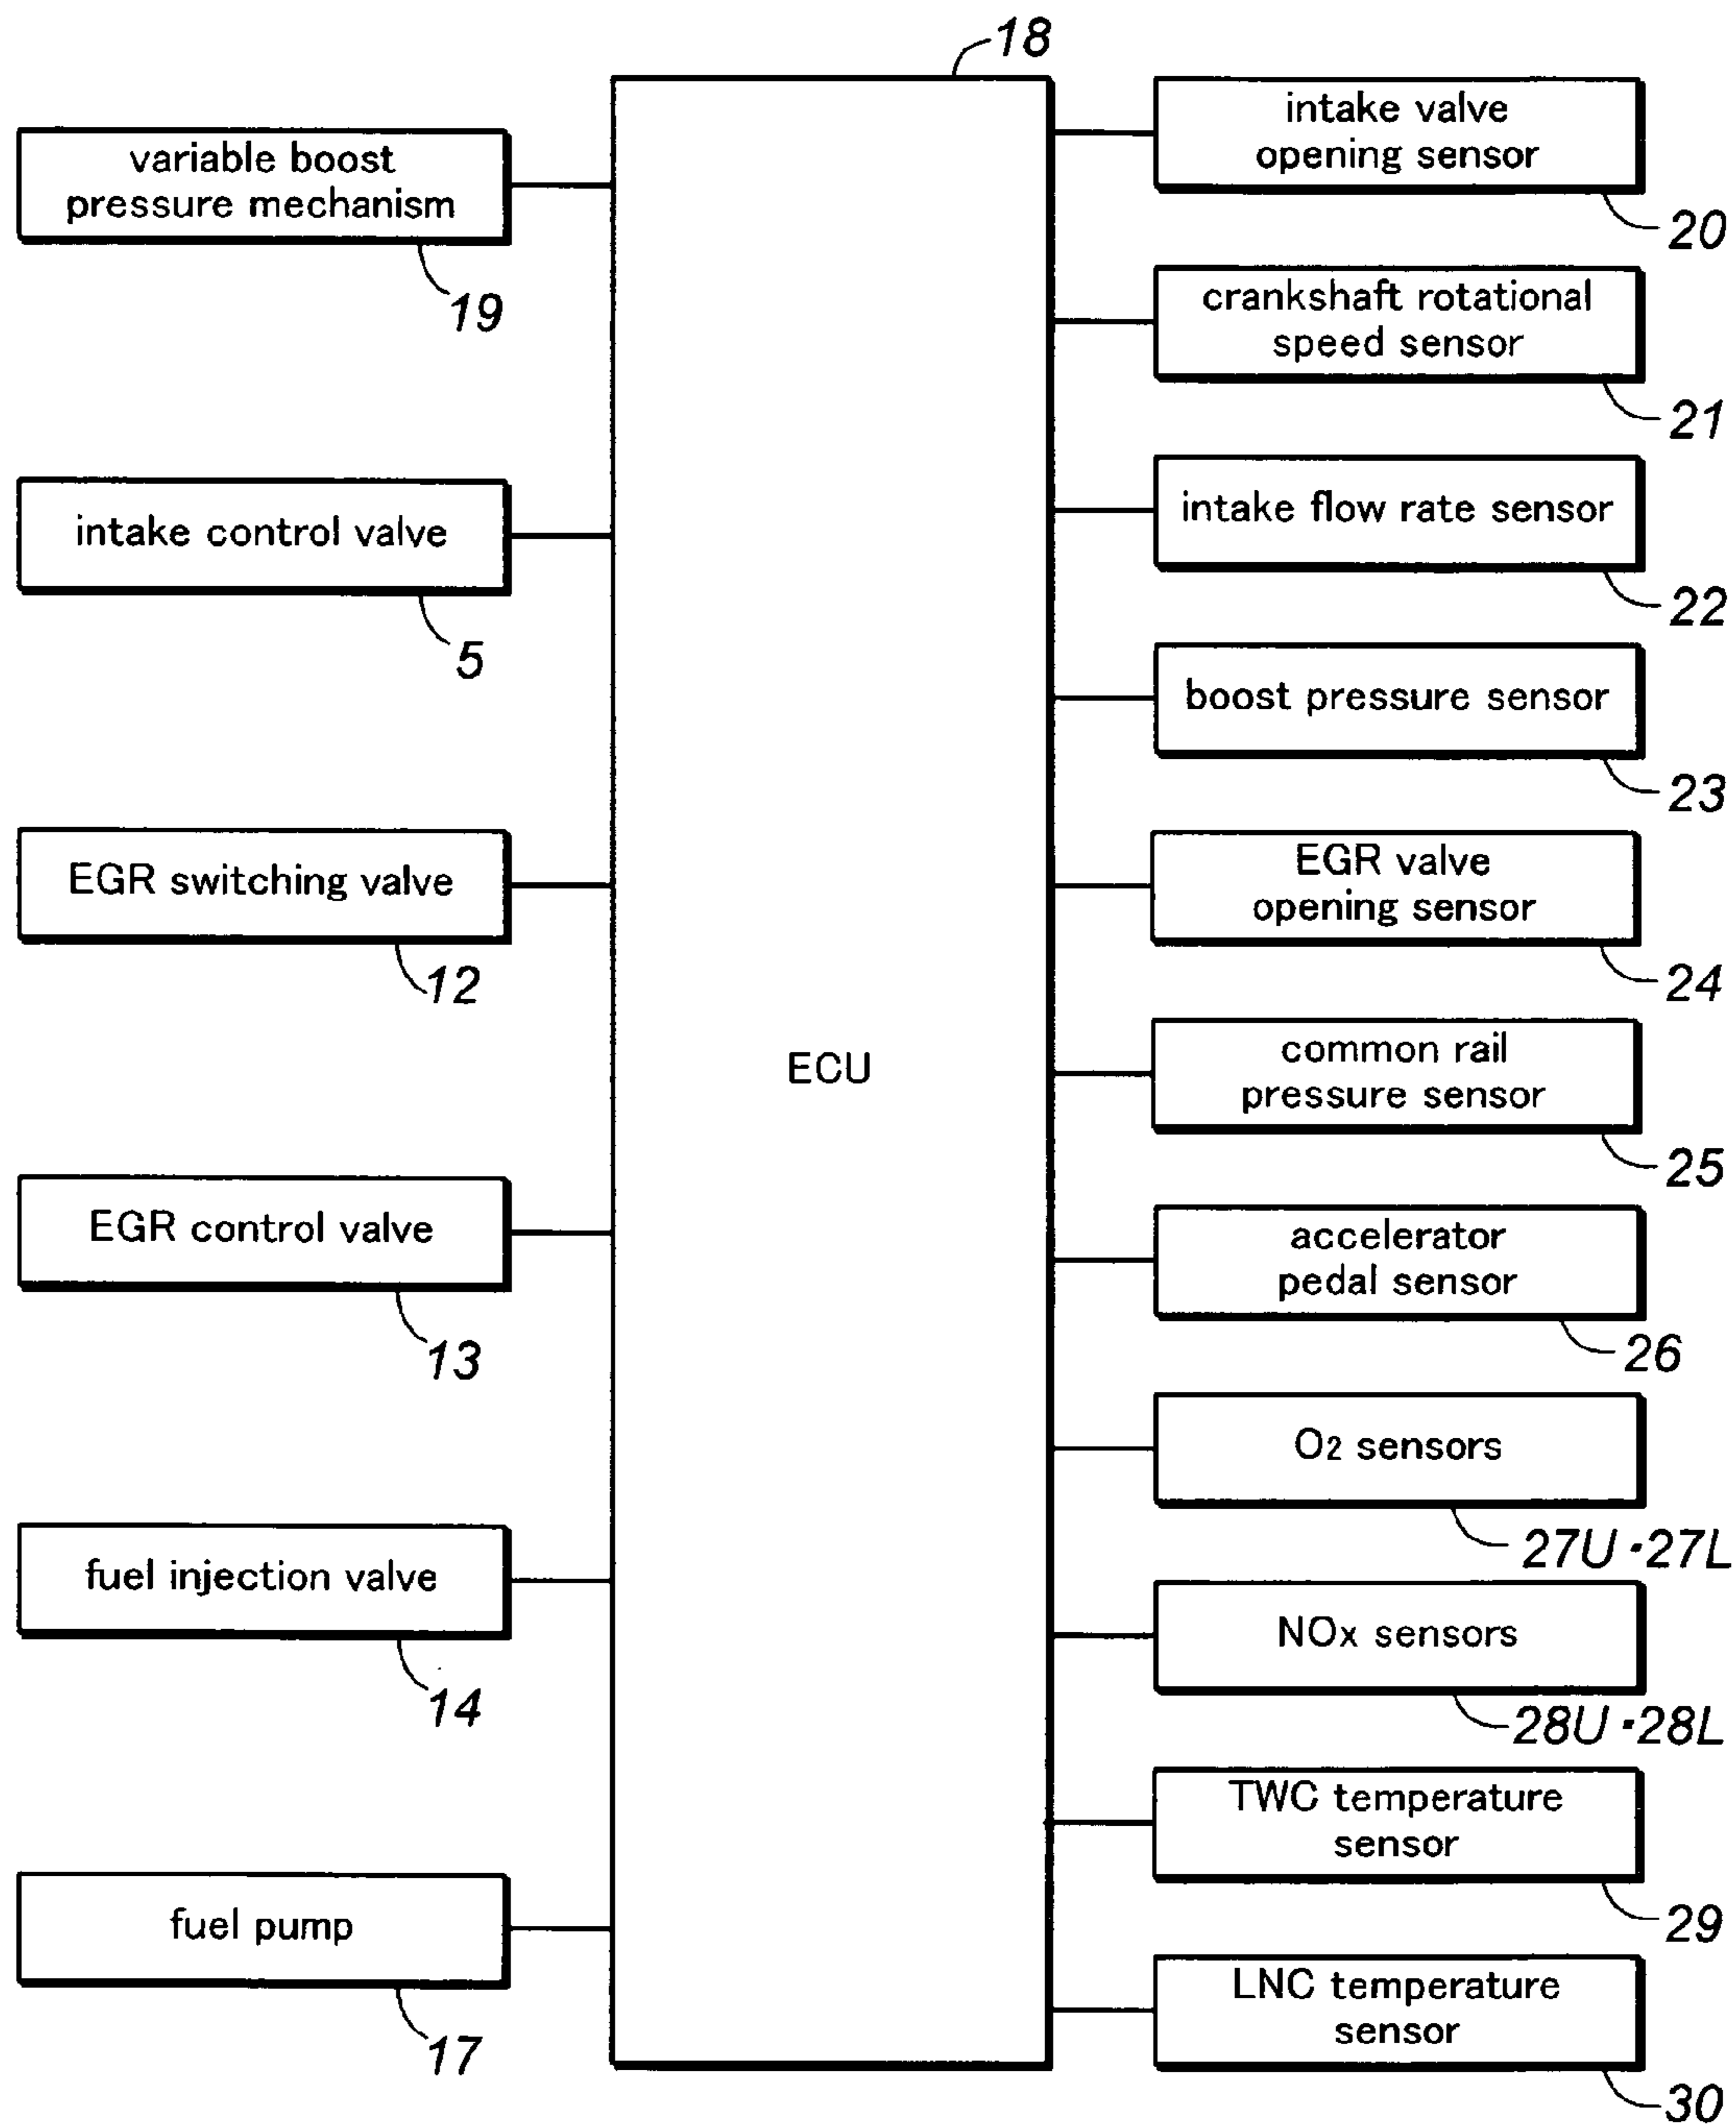 18
variable boost
pressure mechanism
19
intake control valve
5
EGR switching valve
12
EGR control valve
13
fuel injection valve
14
fuel pump
17
ECU
intake valve
opening sensor
20
crankshaft rotational
speed sensor
21
intake flow rate sensor
22
boost pressure sensor
23
EGR valve
opening sensor
24
common rail
pressure sensor
25
accelerator
pedal sensor
26
O2 sensors
27U·27L
NOx sensors
28U·28L
TWC temperature
sensor
29
LNC temperature
sensor
30